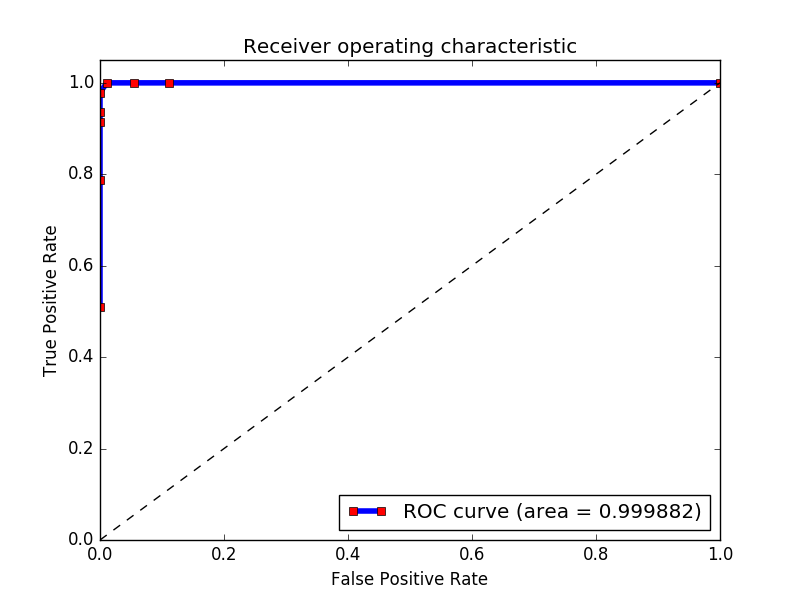 Receiver operating characteristic
1.0
0.8
0.6
0.4
0.2
0.0
True Positive Rate
ROC curve (area = 0.999882)
0.0 0.2 0.4 0.6 0.8 1.0
False Positive Rate